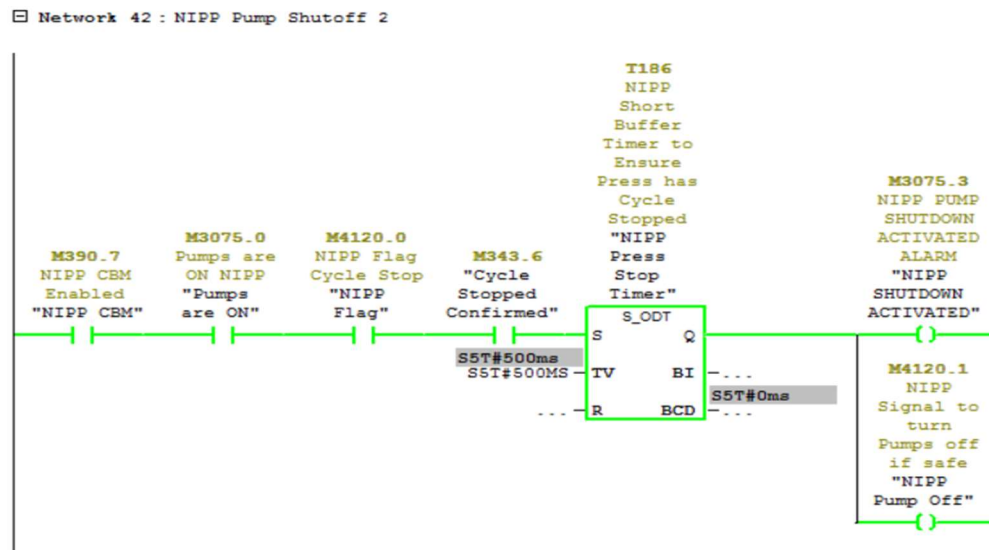 Network 42 : NIPP Pump Shutoff 2
T186
NIPP
Short
Buffer
Timer to
Ensure
Press has
Cycle
Stopped
"NIPP
Press
Stop
Timer"
M3075.3
NIPP PUMP
SHUTDOWN
ACTIVATED
ALARM
"NIPP
SHUTDOWN
ACTIVATED"
M390.7
NIPP CBM
Enabled
"NIPP CBM"
M3075.0
Pumps are
ON NIPP
"Pumps
are ON"
M4120.0
NIPP Flag
Cycle Stop
"NIPP
Flag"
M343.6
"Cycle
Stopped
Confirmed"
S_ODT
S Q
S5T#500ms
S5T#500MS TV BI ...
S5T#0ms
... R BCD ...
M4120.1
NIPP
Signal to
turn
Pumps off
if safe
"NIPP
Pump Off"